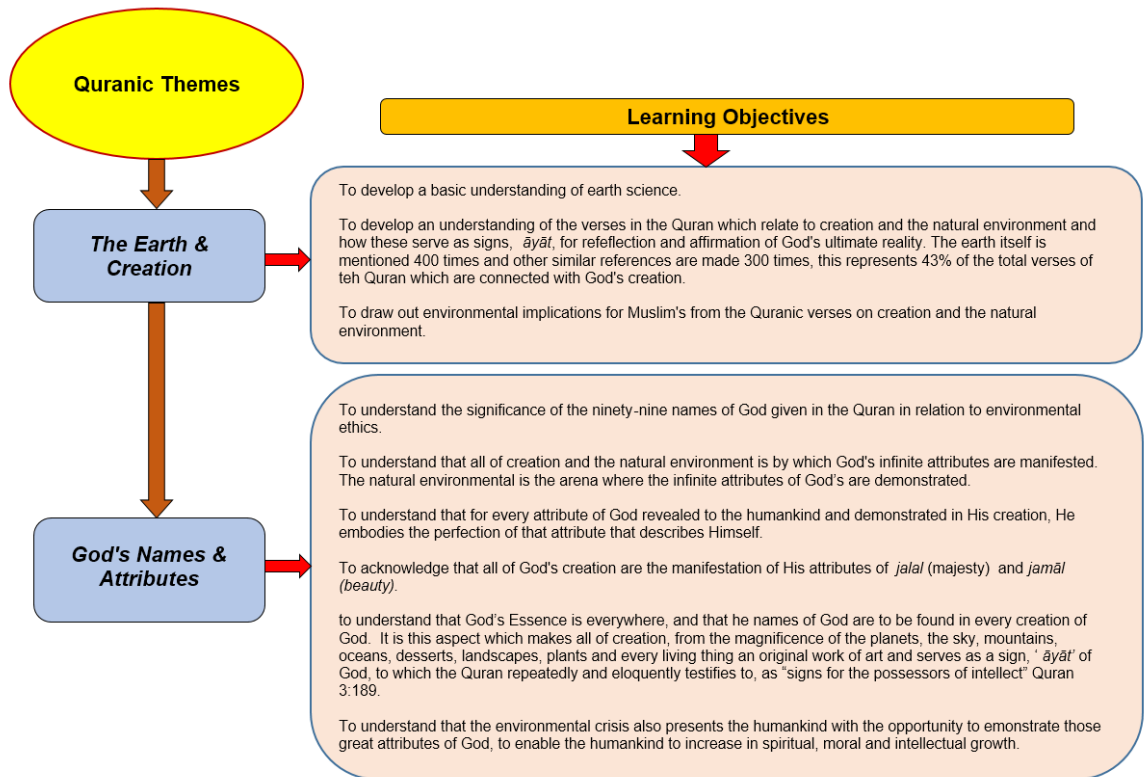 Quranic Themes
Learning Objectives
The Earth &
Creation
To develop a basic understanding of earth science.
To develop an understanding of the verses in the Quran which relate to creation and the natural environment and
how these serve as signs,  āyāt, for refeflection and affirmation of God's ultimate reality. The earth itself is
mentioned 400 times and other similar references are made 300 times, this represents 43% of the total verses of
teh Quran which are connected with God's creation.
To draw out environmental implications for Muslim's from the Quranic verses on creation and the natural
environment.
God's Names &
Attributes
To understand the significance of the ninety-nine names of God given in the Quran in relation to environmental
ethics.
To understand that all of creation and the natural environment is by which God's infinite attributes are manifested.
The natural environmental is the arena where the infinite attributes of God's are demonstrated.
To understand that for every attribute of God revealed to the humankind and demonstrated in His creation, He
embodies the perfection of that attribute that describes Himself.
To acknowledge that all of God's creation are the manifestation of His attributes of  jalal (majesty)  and jamāl
(beauty).
to understand that God's Essence is everywhere, and that he names of God are to be found in every creation of
God.  It is this aspect which makes all of creation, from the magnificence of the planets, the sky, mountains,
oceans, desserts, landscapes, plants and every living thing an original work of art and serves as a sign, ' āyāt' of
God, to which the Quran repeatedly and eloquently testifies to, as “signs for the possessors of intellect” Quran
3:189.
To understand that the environmental crisis also presents the humankind with the opportunity to emonstrate those
great attributes of God, to enable the humankind to increase in spiritual, moral and intellectual growth.